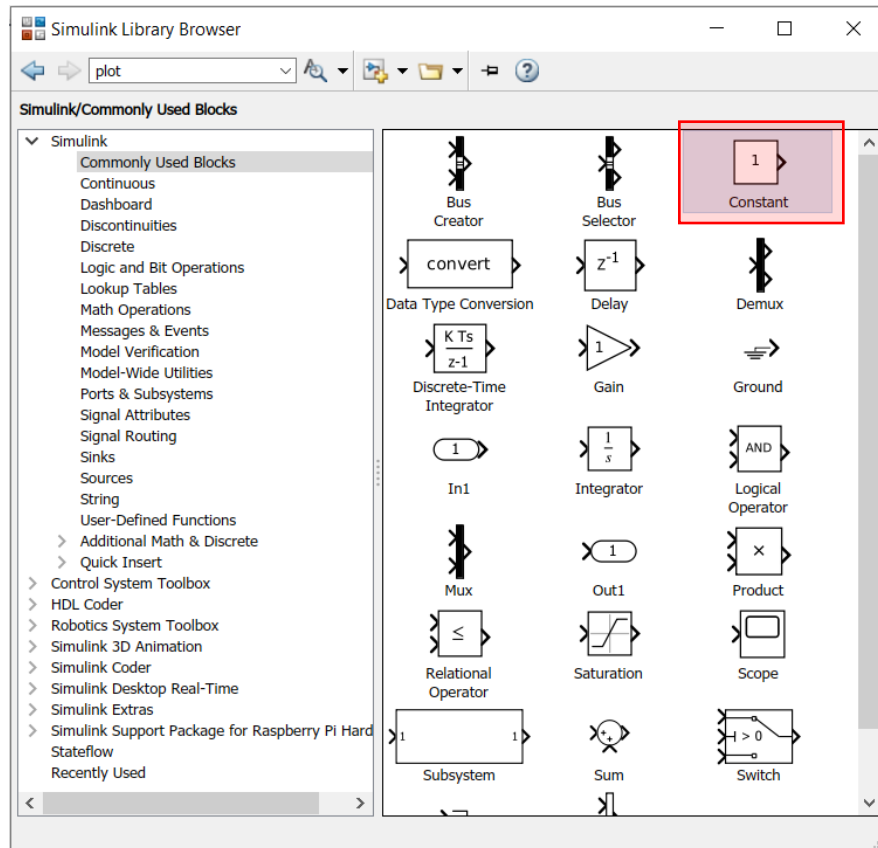 Simulink Library Browser
plot
Simulink/Commonly Used Blocks
Simulink
Commonly Used Blocks
Continuous
Dashboard
Discontinuities
Discrete
Logic and Bit Operations
Lookup Tables
Math Operations
Messages & Events
Model Verification
Model-Wide Utilities
Ports & Subsystems
Signal Attributes
Signal Routing
Sinks
Sources
String
User-Defined Functions
Additional Math & Discrete
Quick Insert
Control System Toolbox
HDL Coder
Robotics System Toolbox
Simulink 3D Animation
Simulink Coder
Simulink Desktop Real-Time
Simulink Extras
Simulink Support Package for Raspberry Pi Hard
Stateflow
Recently Used
Bus
Creator
Bus
Selector
1
Constant
convert
Data Type Conversion
z-1
Delay
Demux
K Ts
z-1
Discrete-Time
Integrator
1
Gain
Ground
1
In1
1
s
Integrator
AND
Logical
Operator
Mux
1
Out1
×
Product
≤
Relational
Operator
Saturation
Scope
1 1
Subsystem
+ +
Sum
> 0
Switch